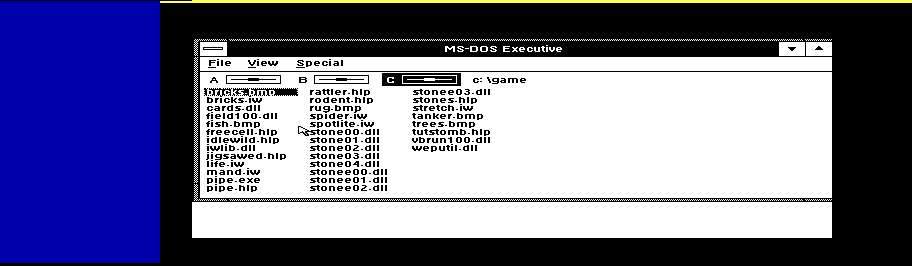 MS-DOS Executive
File View Special
A B C c:\game
bricks.bmp rattler.hlp stonee03.dll
bricks.iw rodent.hlp stones.hlp
cards.dll rug.bmp stretch.iw
field100.dll spider.iw tanker.bmp
fish.bmp spotlite.iw trees.bmp
freecell.hlp stone00.dll tutstomb.hlp
idlewild.hlp stone01.dll vbrun100.dll
iwlib.dll stone02.dll weputil.dll
jigsawed.hlp stone03.dll
life.iw stone04.dll
mand.iw stonee00.dll
pipe.exe stonee01.dll
pipe.hlp stonee02.dll